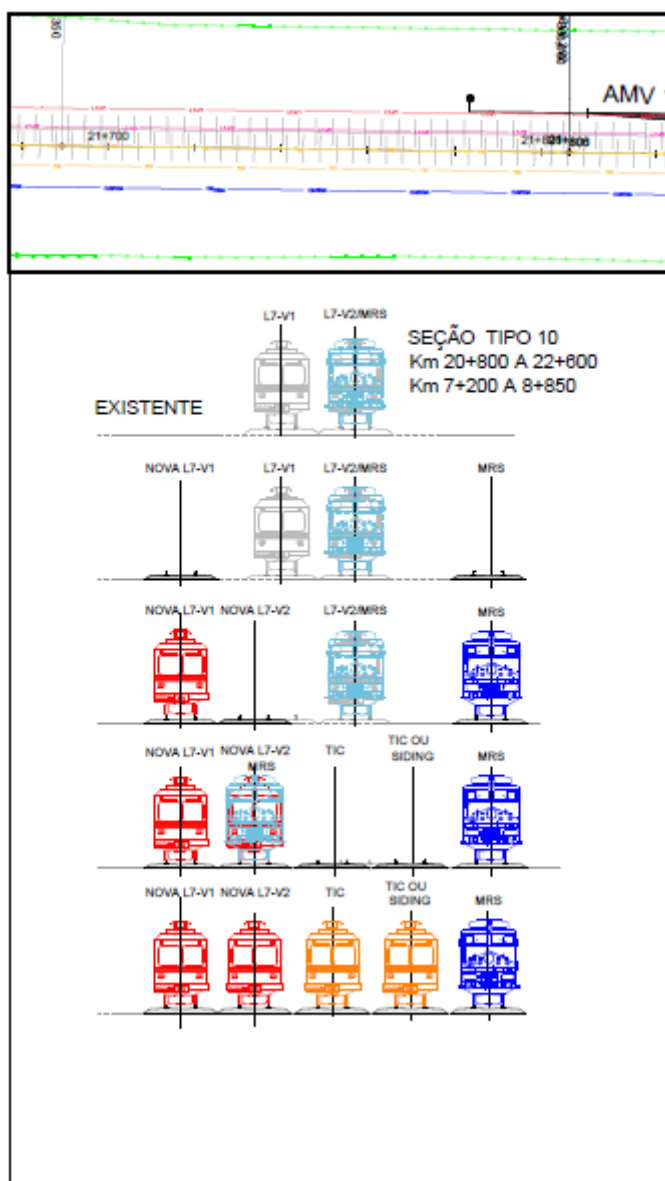 350
AMV
21+700
L7-V1
L7-V2/MRS
SEÇÃO TIPO 10
Km 20+800 A 22+600
Km 7+200 A 8+850
EXISTENTE
NOVA L7-V1
L7-V1
L7-V2/MRS
MRS
NOVA L7-V1
NOVA L7-V2
L7-V2/MRS
MRS
NOVA L7-V1
NOVA L7-V2
MRS
TIC
TIC OU
SIDING
MRS
NOVA L7-V1
NOVA L7-V2
TIC
TIC OU
SIDING
MRS